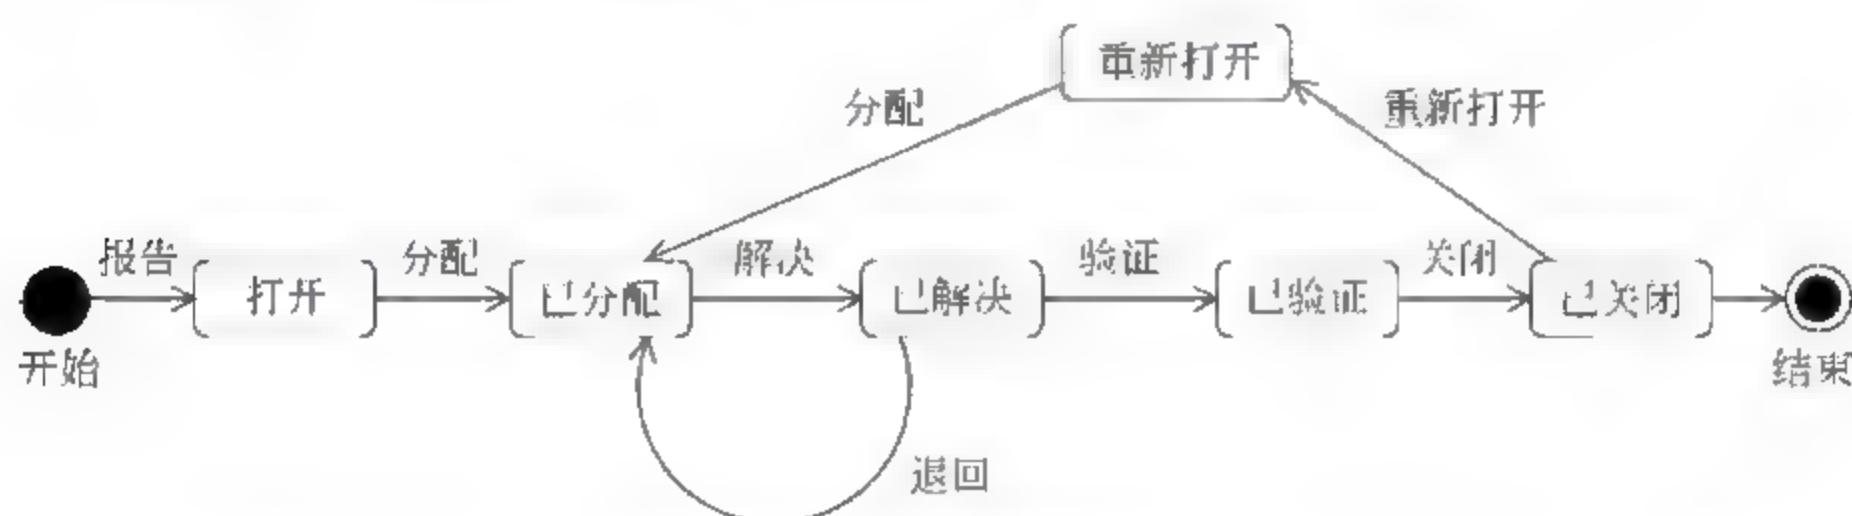 重新打开
分配
重新打开
报告
分配
解决
验证
关闭
打开
已分配
已解决
已验证
已关闭
开始
结束
退回